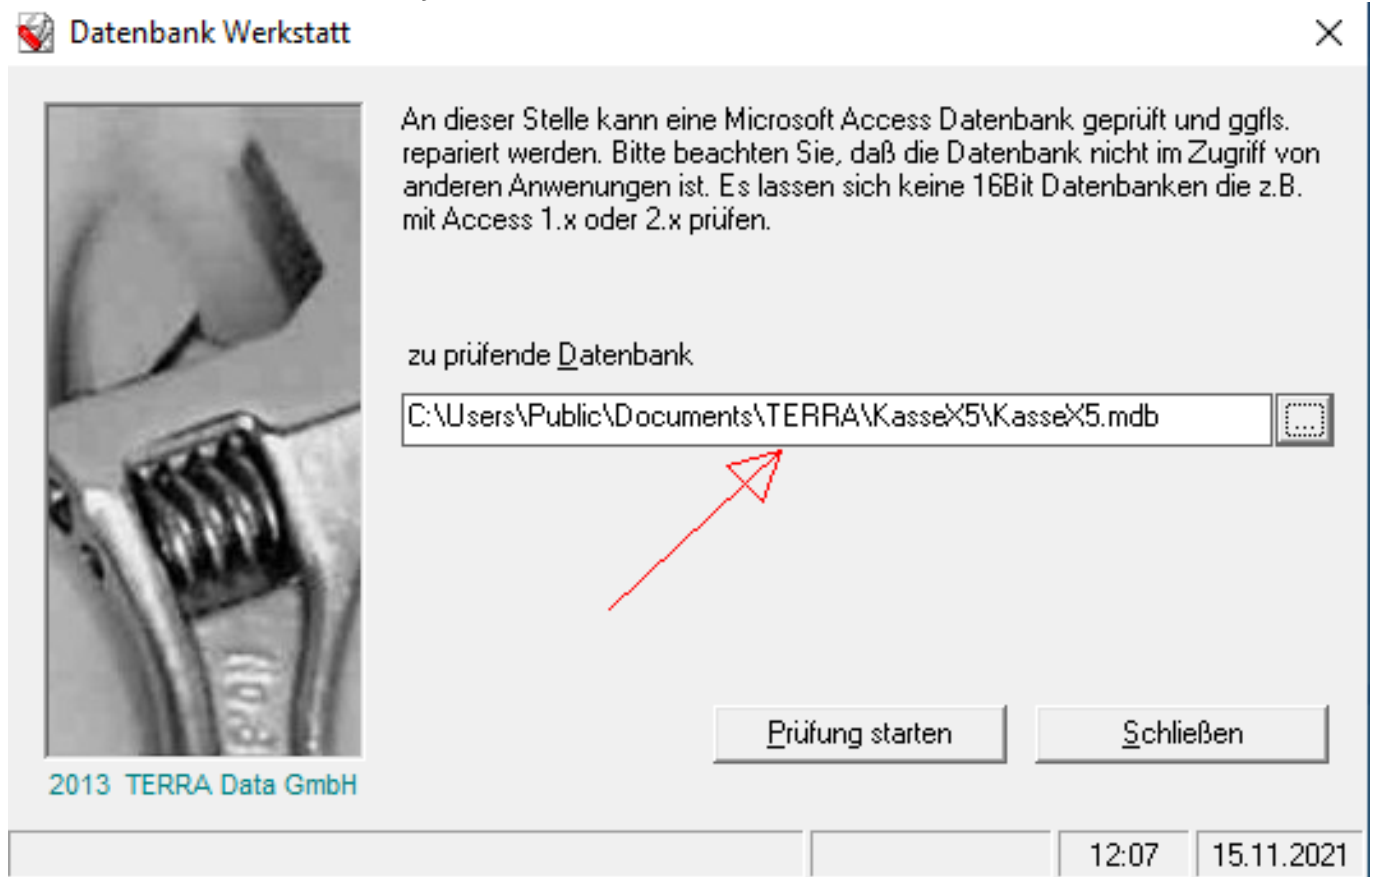 Datenbank Werkstatt
An dieser Stelle kann eine Microsoft Access Datenbank geprüft und ggfls.
repariert werden. Bitte beachten Sie, daß die Datenbank nicht im Zugriff von
anderen Anwenungen ist. Es lassen sich keine 16Bit Datenbanken die z.B.
mit Access 1.x oder 2.x prüfen.
zu prüfende Datenbank
C:\Users\Public\Documents\TERRA\KasseX5\KasseX5.mdb
...
Prüfung starten
Schließen
2013 TERRA Data GmbH
12:07
15.11.2021